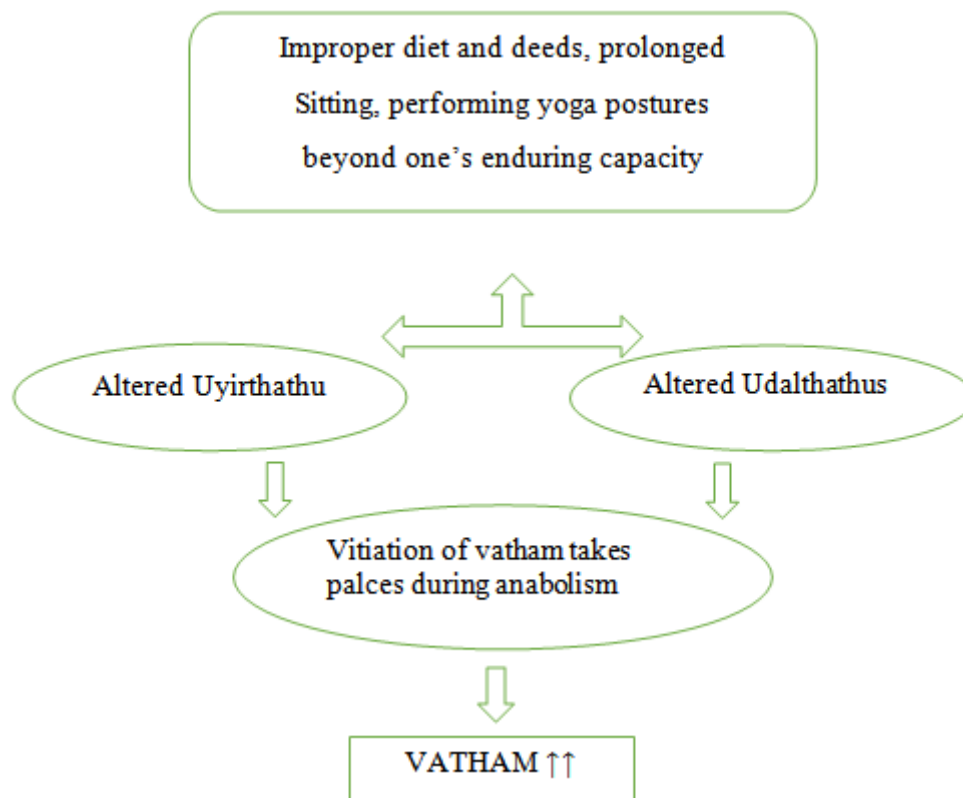 Improper diet and deeds, prolonged
Sitting, performing yoga postures
beyond one’s enduring capacity
Altered Uyirthathu
Altered Udalthathus
Vitiation of vatham takes
palces during anabolism
VATHAM ↑↑